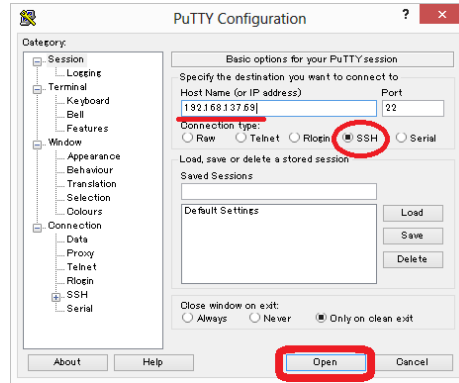 PuTTY Configuration
?
×
Category:
Session
Logging
Terminal
Keyboard
Bell
Features
Window
Appearance
Behaviour
Translation
Selection
Colours
Connection
Data
Proxy
Telnet
Rlogin
SSH
Serial
Basic options for your PuTTY session
Specify the destination you want to connect to
Host Name (or IP address) Port
192.168.137.69 22
Connection type:
Raw Telnet Rlogin SSH Serial
Load, save or delete a stored session
Saved Sessions
Default Settings
Load
Save
Delete
Close window on exit:
Always Never Only on clean exit
About Help Open Cancel